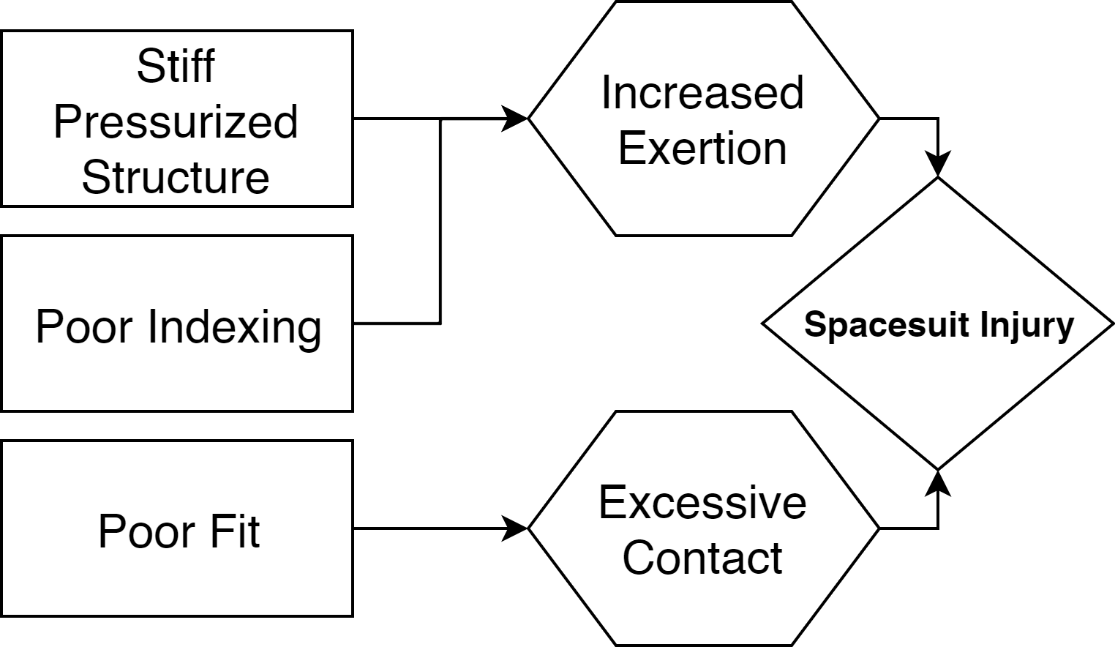 Stiff
Pressurized
Structure
Increased
Exertion
Poor Indexing
Spacesuit Injury
Poor Fit
Excessive
Contact